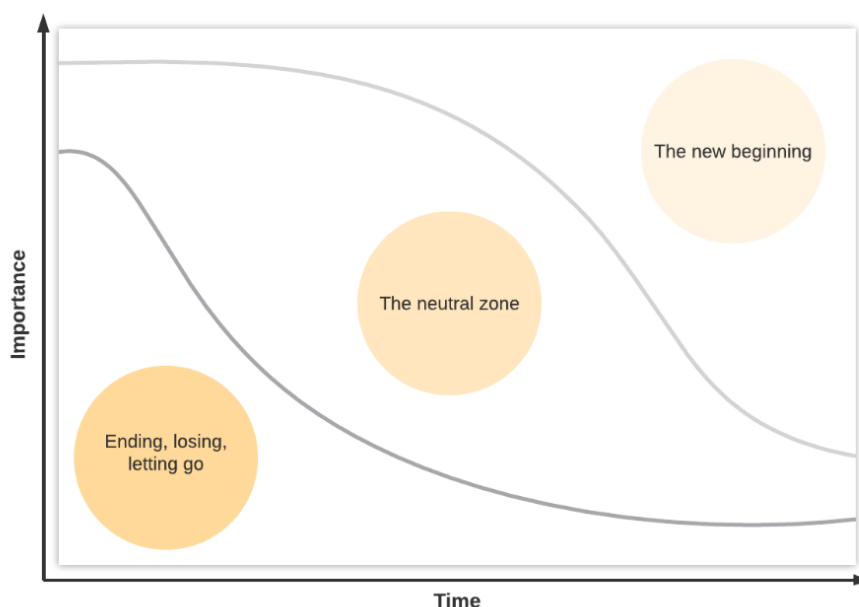 The new beginning
The neutral zone
Ending, losing,
letting go
Importance
Time